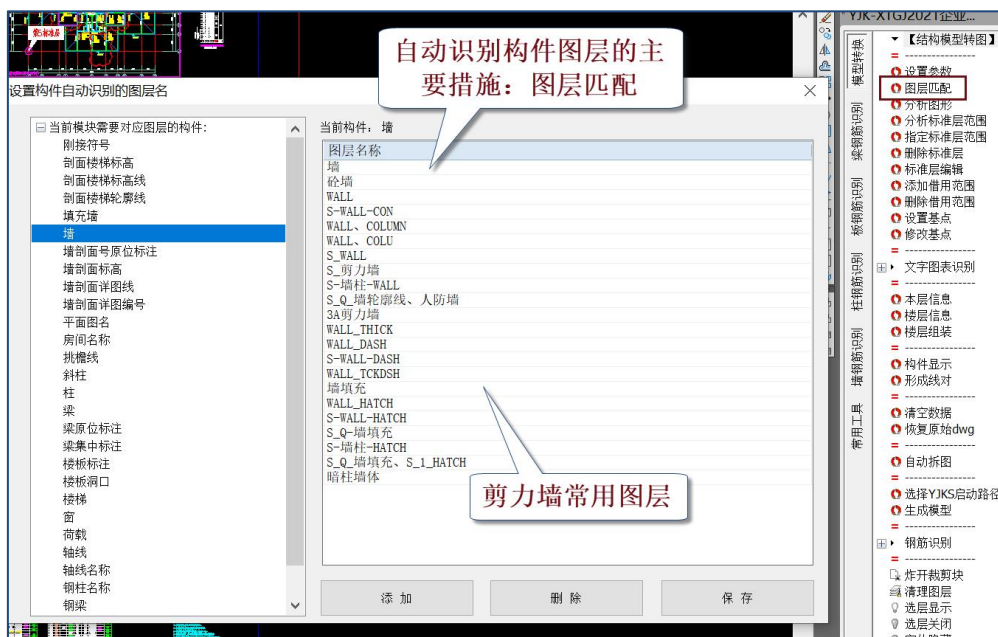 YJK-XTGJ2021企业...
第5标准层
自动识别构件图层的主
要措施：图层匹配
设置构件自动识别的图层名
当前模块需要对应图层的构件:
刚接符号
剖面楼梯标高
剖面楼梯标高线
剖面楼梯轮廓线
填充墙
墙
墙剖面号原位标注
墙剖面标高
墙剖面详图线
墙剖面详图编号
平面图名
房间名称
挑檐线
斜柱
柱
梁
梁原位标注
梁集中标注
楼板标注
楼板洞口
楼梯
窗
荷载
轴线
轴线名称
钢柱名称
钢梁
当前构件: 墙
图层名称
墙
砼墙
WALL
S-WALL-CON
WALL、COLUMN
WALL、COLU
S_WALL
S_剪力墙
S-墙柱-WALL
S_Q_墙轮廓线、人防墙
3A剪力墙
WALL_THICK
WALL_DASH
S-WALL-DASH
WALL_TCKDSH
墙填充
WALL_HATCH
S-WALL-HATCH
S_Q-墙填充
S-墙柱-HATCH
S_Q_墙填充、S_1_HATCH
暗柱墙体
剪力墙常用图层
添 加
删 除
保 存
模型转换
梁钢筋识别
板钢筋识别
柱钢筋识别
墙钢筋识别
常用工具
【结构模型转图】
= ----------------
设置参数
图层匹配
分析图形
分析标准层范围
指定标准层范围
删除标准层
标准层编辑
添加借用范围
删除借用范围
设置基点
修改基点
= ----------------
文字图表识别
= ----------------
本层信息
楼层信息
楼层组装
= ----------------
构件显示
形成线对
= ----------------
清空数据
恢复原始dwg
= ----------------
自动拆图
= ----------------
选择YJKS启动路径
生成模型
= ----------------
钢筋识别
= ----------------
炸开裁剪块
清理图层
选层显示
选层关闭